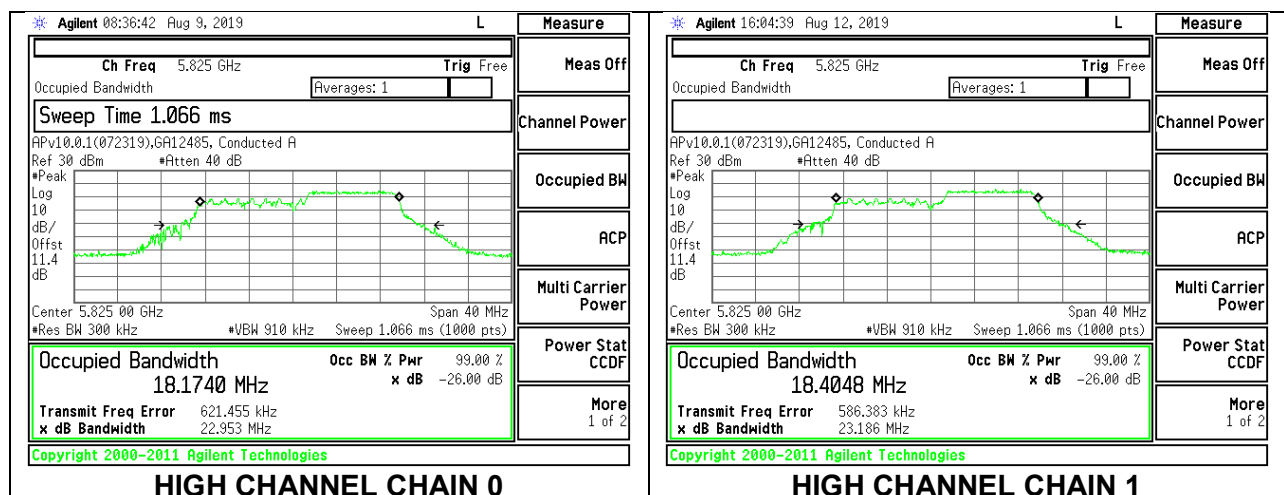 Agilent 08:36:42 Aug 9, 2019 L
Measure
Ch Freq 5.825 GHz Trig Free
Occupied Bandwidth Averages: 1
Sweep Time 1.066 ms
APv10.0.1(072319),GA12485, Conducted A
Ref 30 dBm #Atten 40 dB
#Peak
Log
10
dB/
Offst
11.4
dB
Center 5.825 00 GHz Span 40 MHz
#Res BW 300 kHz #VBW 910 kHz Sweep 1.066 ms (1000 pts)
Occupied Bandwidth Occ BW % Pwr 99.00 %
18.1740 MHz x dB -26.00 dB
Transmit Freq Error 621.455 kHz
x dB Bandwidth 22.953 MHz
Meas Off
Channel Power
Occupied BW
ACP
Multi Carrier
Power
Power Stat
CCDF
More
1 of 2
Copyright 2000-2011 Agilent Technologies
HIGH CHANNEL CHAIN 0
Agilent 16:04:39 Aug 12, 2019 L
Measure
Ch Freq 5.825 GHz Trig Free
Occupied Bandwidth Averages: 1
APv10.0.1(072319),GA12485, Conducted A
Ref 30 dBm #Atten 40 dB
#Peak
Log
10
dB/
Offst
11.4
dB
Center 5.825 00 GHz Span 40 MHz
#Res BW 300 kHz #VBW 910 kHz Sweep 1.066 ms (1000 pts)
Occupied Bandwidth Occ BW % Pwr 99.00 %
18.4048 MHz x dB -26.00 dB
Transmit Freq Error 586.383 kHz
x dB Bandwidth 23.186 MHz
Meas Off
Channel Power
Occupied BW
ACP
Multi Carrier
Power
Power Stat
CCDF
More
1 of 2
Copyright 2000-2011 Agilent Technologies
HIGH CHANNEL CHAIN 1